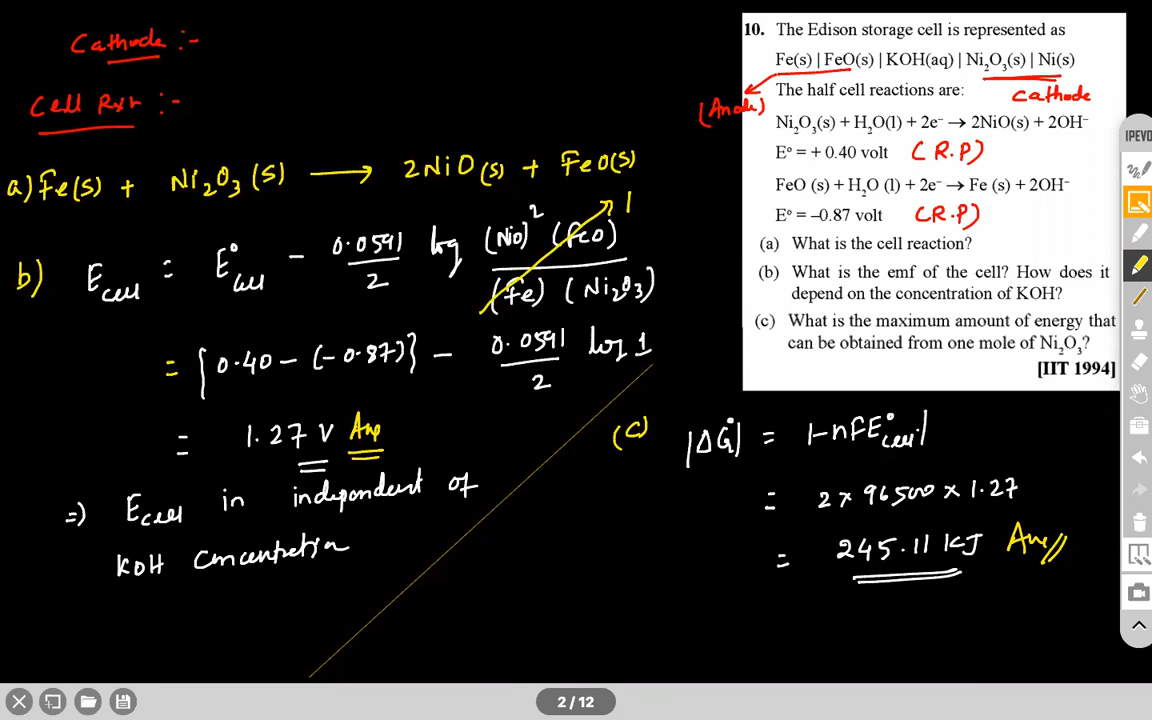 Cathode :-
Cell Rxn :-
a) Fe(s) + Ni₂O₃(s) ⟶ 2NiO(s) + FeO(s)
b) Ecell = E°cell − 0.0591/2 log (NiO)² (FeO) / (Fe) (Ni₂O₃) 1
= [0.40 − (−0.87)] − 0.0591/2 log 1
= 1.27 V Ans
⇒) Ecell in independent of
KOH Concentration
10. The Edison storage cell is represented as
Fe(s) | FeO(s) | KOH(aq) | Ni₂O₃(s) | Ni(s)
(Anode) The half cell reactions are: Cathode
Ni₂O₃(s) + H₂O(l) + 2e⁻ → 2NiO(s) + 2OH⁻
E° = + 0.40 volt (R.P)
FeO (s) + H₂O (l) + 2e⁻ → Fe (s) + 2OH⁻
E° = –0.87 volt (R.P)
(a) What is the cell reaction?
(b) What is the emf of the cell? How does it
depend on the concentration of KOH?
(c) What is the maximum amount of energy that
can be obtained from one mole of Ni₂O₃?
[IIT 1994]
(c) |ΔG°| = |−nFE°cell|
= 2 × 96500 × 1.27
= 245.11 KJ Ans
IPEVO
2 / 12